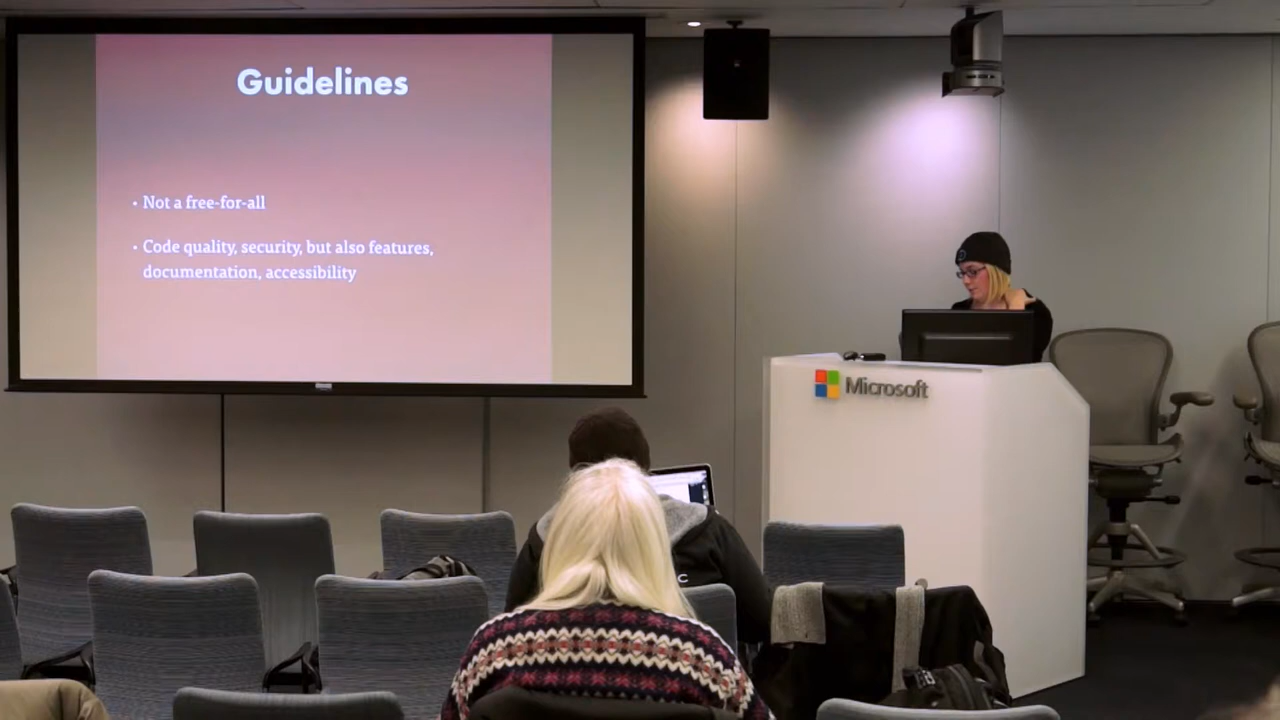 Guidelines
• Not a free-for-all
• Code quality, security, but also features,
documentation, accessibility
Microsoft
C